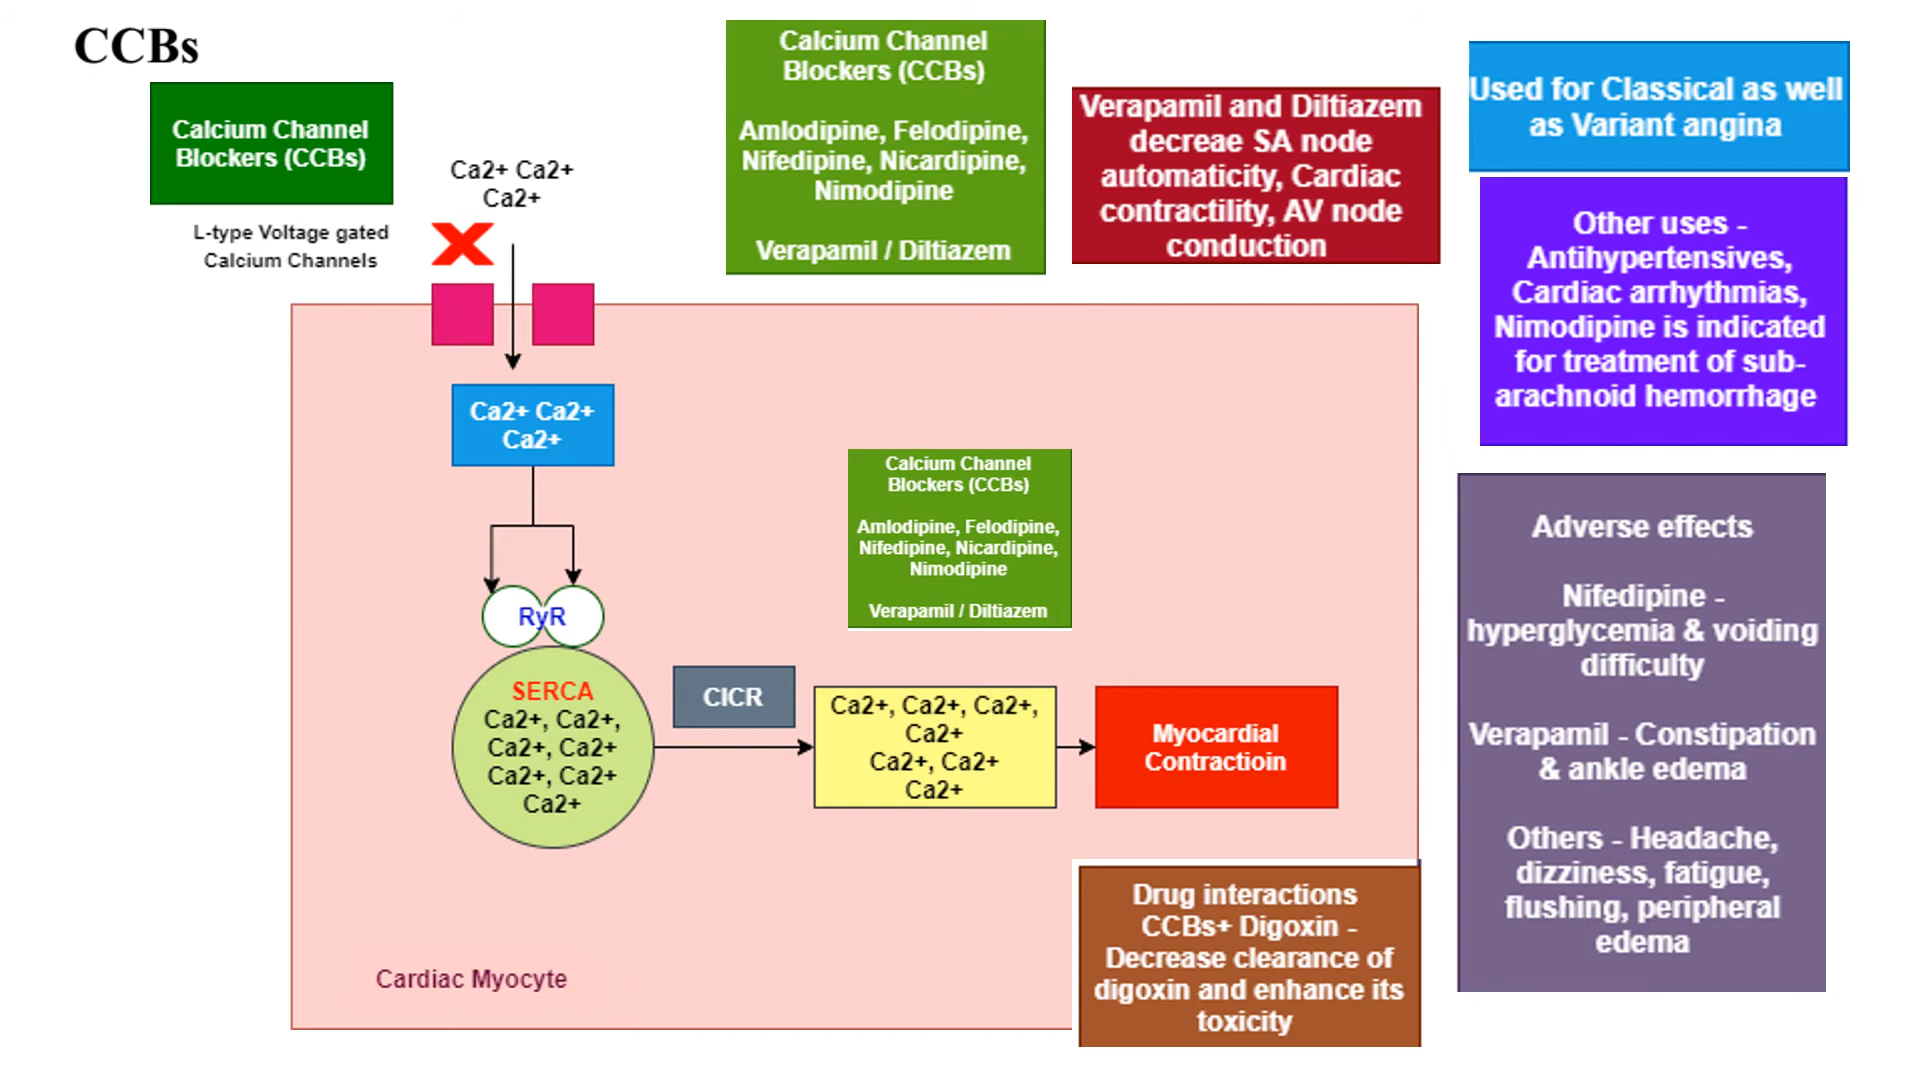 CCBs
Calcium Channel
Blockers (CCBs)
L-type Voltage gated
Calcium Channels
Ca2+ Ca2+
Ca2+
Calcium Channel
Blockers (CCBs)
Amlodipine, Felodipine,
Nifedipine, Nicardipine,
Nimodipine
Verapamil / Diltiazem
Verapamil and Diltiazem
decreae SA node
automaticity, Cardiac
contractility, AV node
conduction
Used for Classical as well
as Variant angina
Other uses -
Antihypertensives,
Cardiac arrhythmias,
Nimodipine is indicated
for treatment of sub-
arachnoid hemorrhage
Ca2+ Ca2+
Ca2+
RyR
SERCA
Ca2+, Ca2+,
Ca2+, Ca2+
Ca2+, Ca2+
Ca2+
CICR
Calcium Channel
Blockers (CCBs)
Amlodipine, Felodipine,
Nifedipine, Nicardipine,
Nimodipine
Verapamil / Diltiazem
Ca2+, Ca2+, Ca2+,
Ca2+
Ca2+, Ca2+
Ca2+
Myocardial
Contractioin
Adverse effects
Nifedipine -
hyperglycemia & voiding
difficulty
Verapamil - Constipation
& ankle edema
Others - Headache,
dizziness, fatigue,
flushing, peripheral
edema
Drug interactions
CCBs+ Digoxin -
Decrease clearance of
digoxin and enhance its
toxicity
Cardiac Myocyte